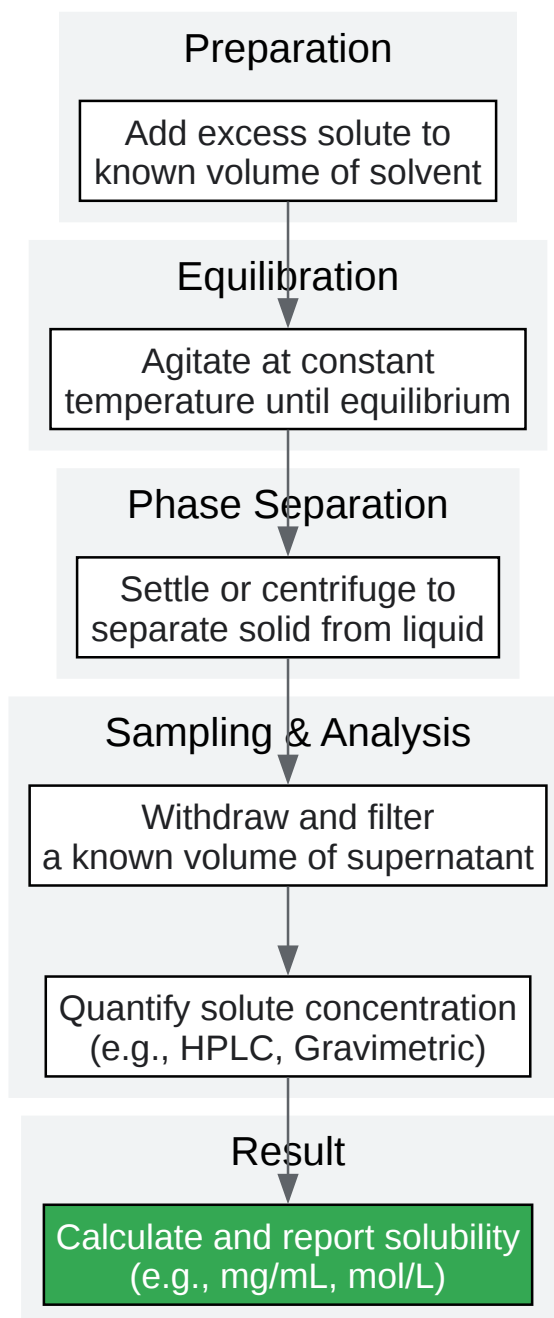 Preparation
Add excess solute to
known volume of solvent
Equilibration
Agitate at constant
temperature until equilibrium
Phase Separation
Settle or centrifuge to
separate solid from liquid
Sampling & Analysis
Withdraw and filter
a known volume of supernatant
Quantify solute concentration
(e.g., HPLC, Gravimetric)
Result
Calculate and report solubility
(e.g., mg/mL, mol/L)